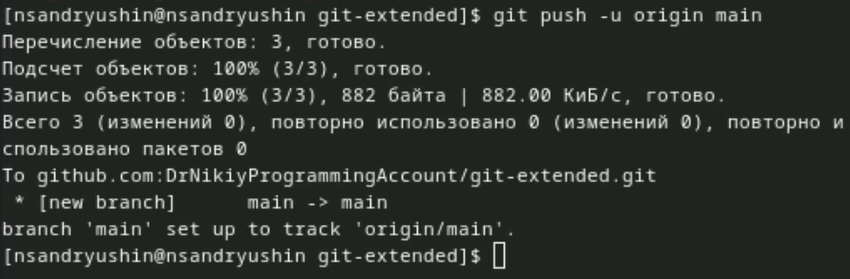 [nsandryushin@nsandryushin git-extended]$ git push -u origin main
Перечисление объектов: 3, готово.
Подсчет объектов: 100% (3/3), готово.
Запись объектов: 100% (3/3), 882 байта | 882.00 КиБ/с, готово.
Всего 3 (изменений 0), повторно использовано 0 (изменений 0), повторно и
спользовано пакетов 0
To github.com:DrNikiyProgrammingAccount/git-extended.git
 * [new branch]      main -> main
branch 'main' set up to track 'origin/main'.
[nsandryushin@nsandryushin git-extended]$